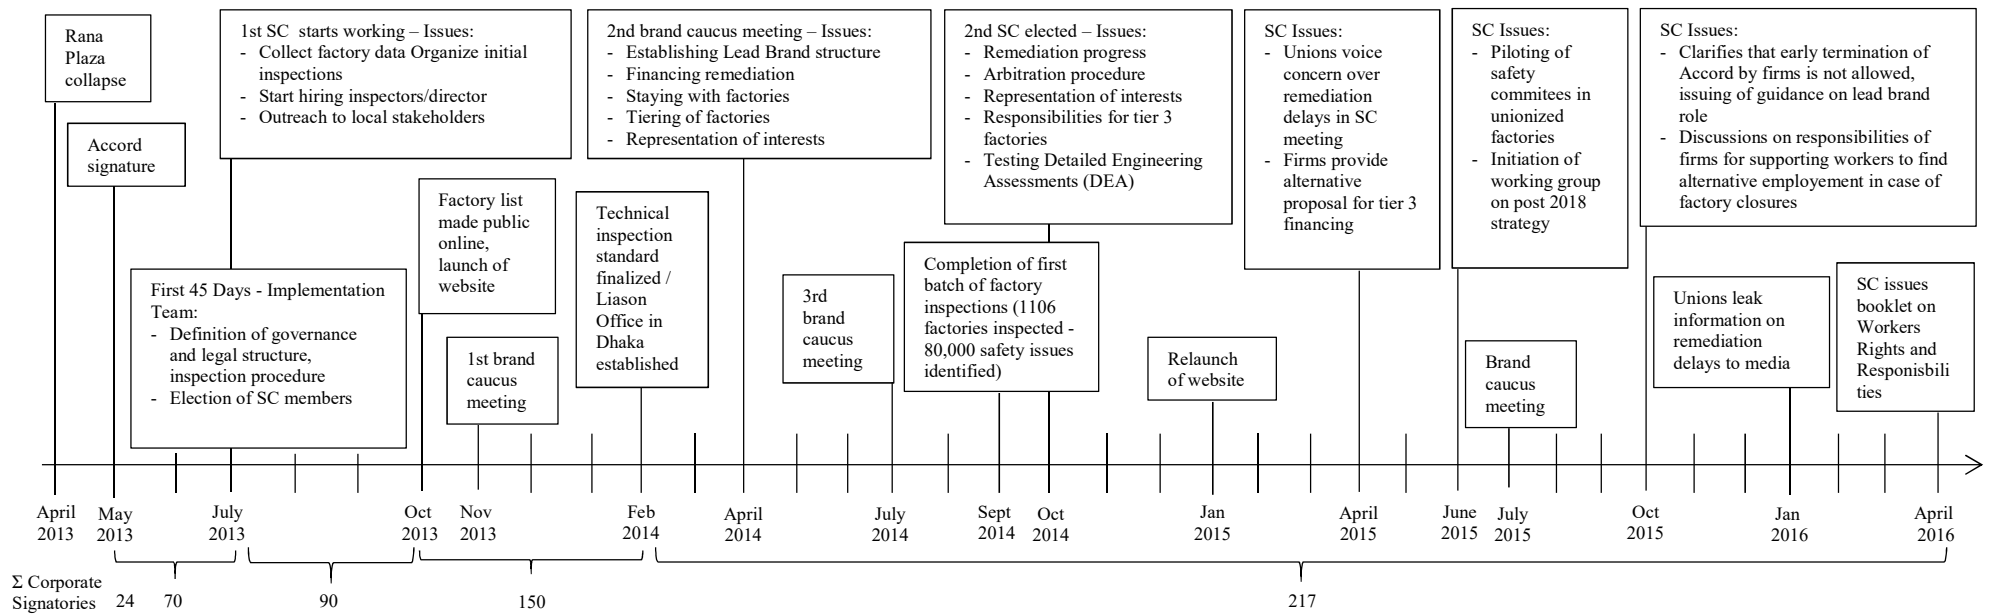 Rana
Plaza
collapse
Accord
signature
1st SC starts working – Issues:
- Collect factory data Organize initial
inspections
- Start hiring inspectors/director
- Outreach to local stakeholders
First 45 Days - Implementation
Team:
- Definition of governance
and legal structure,
inspection procedure
- Election of SC members
Factory list
made public
online,
launch of
website
1st brand
caucus
meeting
2nd brand caucus meeting – Issues:
- Establishing Lead Brand structure
- Financing remediation
- Staying with factories
- Tiering of factories
- Representation of interests
Technical
inspection
standard
finalized /
Liason
Office in
Dhaka
established
3rd
brand
caucus
meeting
2nd SC elected – Issues:
- Remediation progress
- Arbitration procedure
- Representation of interests
- Responsibilities for tier 3
factories
- Testing Detailed Engineering
Assessments (DEA)
Completion of first
batch of factory
inspections (1106
factories inspected -
80,000 safety issues
identified)
Relaunch
of website
SC Issues:
- Unions voice
concern over
remediation
delays in SC
meeting
- Firms provide
alternative
proposal for tier 3
financing
SC Issues:
- Piloting of
safety
commitees in
unionized
factories
- Initiation of
working group
on post 2018
strategy
Brand
caucus
meeting
SC Issues:
- Clarifies that early termination of
Accord by firms is not allowed,
issuing of guidance on lead brand
role
- Discussions on responsibilities of
firms for supporting workers to find
alternative employement in case of
factory closures
Unions leak
information on
remediation
delays to media
SC issues
booklet on
Workers
Rights and
Responisbili
ties
April
2013
May
2013
July
2013
Oct
2013
Nov
2013
Feb
2014
April
2014
July
2014
Sept
2014
Oct
2014
Jan
2015
April
2015
June
2015
July
2015
Oct
2015
Jan
2016
April
2016
Σ Corporate
Signatories 24 70 90 150 217